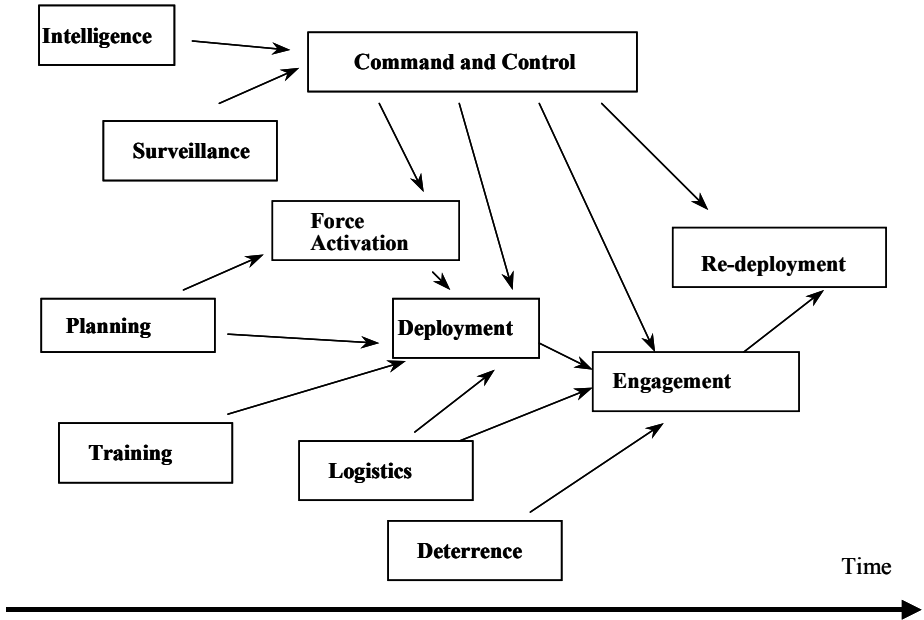 Intelligence
Command and Control
Surveillance
Force
Activation
Re-deployment
Planning
Deployment
Engagement
Training
Logistics
Deterrence
Time